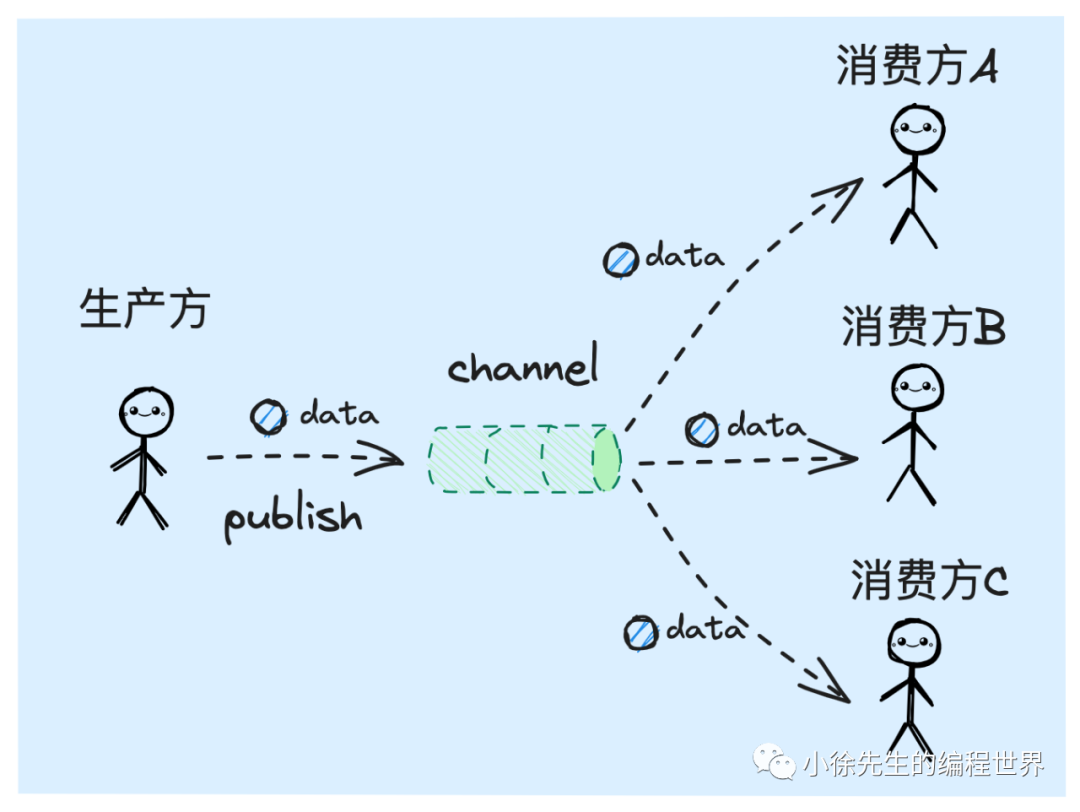 消费方A
data
生产方
消费方B
channel
data
data
publish
消费方C
data
小徐先生的编程世界